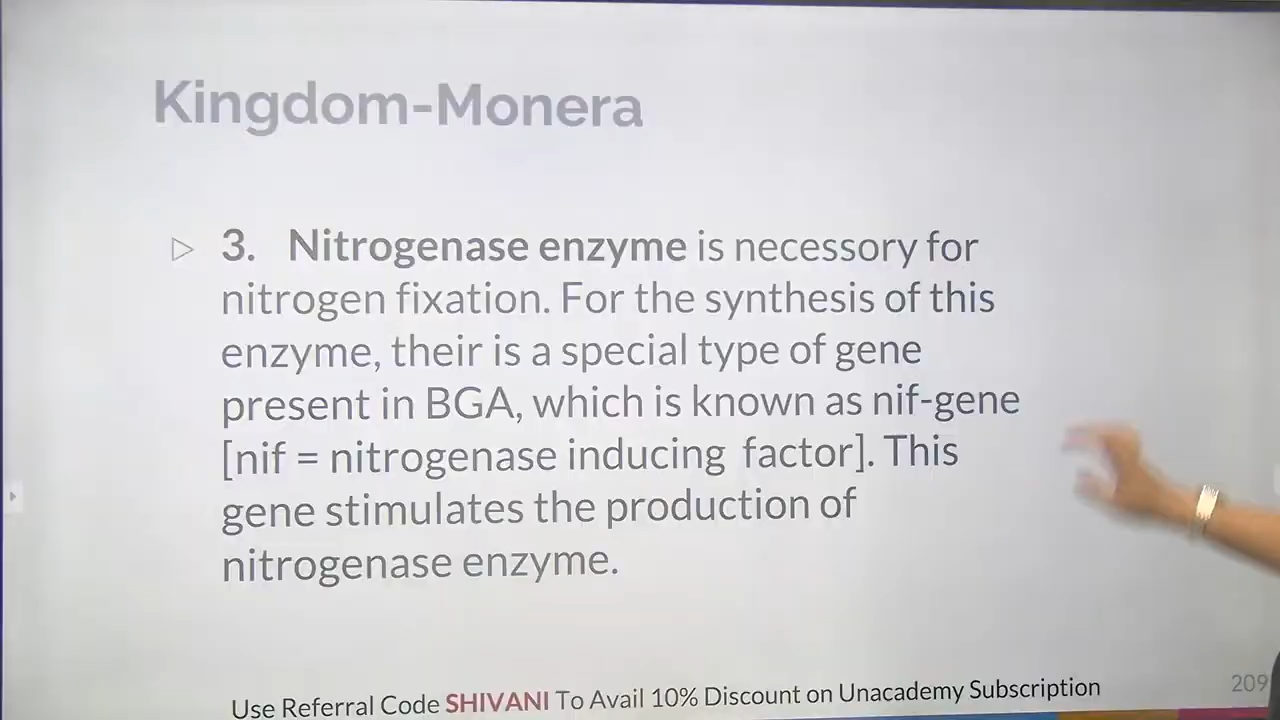 Kingdom-Monera
▷ 3. Nitrogenase enzyme is necessary for
nitrogen fixation. For the synthesis of this
enzyme, their is a special type of gene
present in BGA, which is known as nif-gene
[nif = nitrogenase inducing factor]. This
gene stimulates the production of
nitrogenase enzyme.
Use Referral Code SHIVANI To Avail 10% Discount on Unacademy Subscription
209